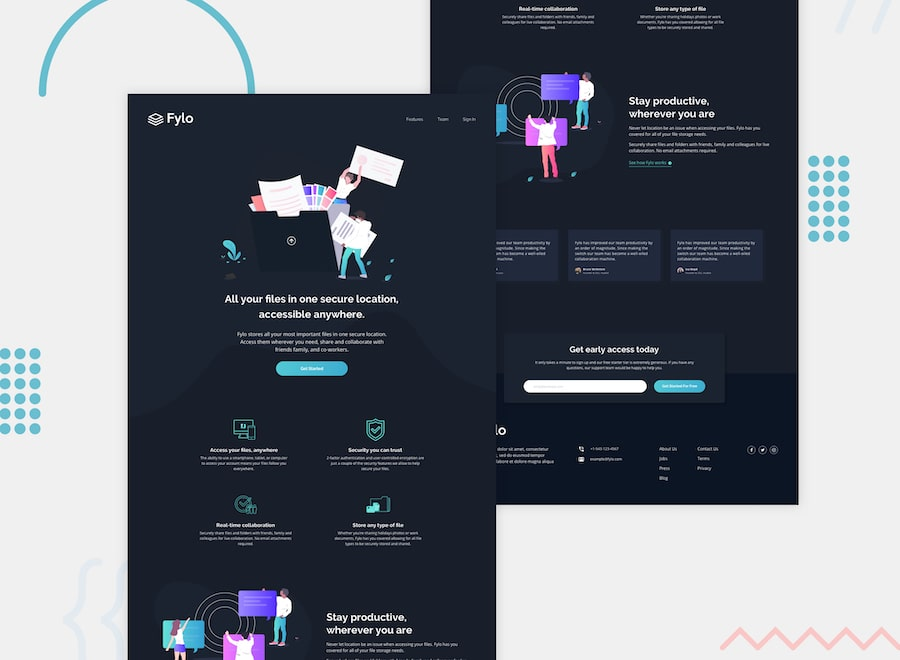 Fylo
Features Team Sign In
All your files in one secure location,
accessible anywhere.
Fylo stores all your most important files in one secure location.
Access them wherever you need, share and collaborate with
friends family, and co-workers.
Get Started
Access your files, anywhere
The ability to use a smartphone, tablet, or computer
to access your account means your files follow you
everywhere.
Security you can trust
2-factor authentication and user-controlled encryption are
just a couple of the security features we allow to help
secure your files.
Real-time collaboration
Securely share files and folders with friends, family and
colleagues for live collaboration. No email attachments
required.
Store any type of file
Whether you're sharing holidays photos or work
documents, Fylo has you covered allowing for all file
types to be securely stored and shared.
Stay productive,
wherever you are
Never let location be an issue when accessing your files. Fylo has you
covered for all of your file storage needs.
Real-time collaboration
Securely share files and folders with friends, family and
colleagues for live collaboration. No email attachments
required.
Store any type of file
Whether you're sharing holidays photos or work
documents, Fylo has you covered allowing for all file
types to be securely stored and shared.
Stay productive,
wherever you are
Never let location be an issue when accessing your files. Fylo has you
covered for all of your file storage needs.
Securely share files and folders with friends, family and colleagues for live
collaboration. No email attachments required.
See how Fylo works
ved our team productivity by
nitude. Since making the
m has become a well-oiled
machine.
Fylo has improved our team productivity by
an order of magnitude. Since making the
switch our team has become a well-oiled
collaboration machine.
Bruce McKenzie
Fylo has improved our team productivity by
an order of magnitude. Since making the
switch our team has become a well-oiled
collaboration machine.
Iva Boyd
Get early access today
It only takes a minute to sign up and our free starter tier is extremely generous. If you have any
questions, our support team would be happy to help you.
Get Started For Free
lo
dolor sit amet, consectetur
, sed do eiusmod tempor
labore et dolore magna aliqua
+1-543-123-4567
example@fylo.com
About Us
Jobs
Press
Blog
Contact Us
Terms
Privacy